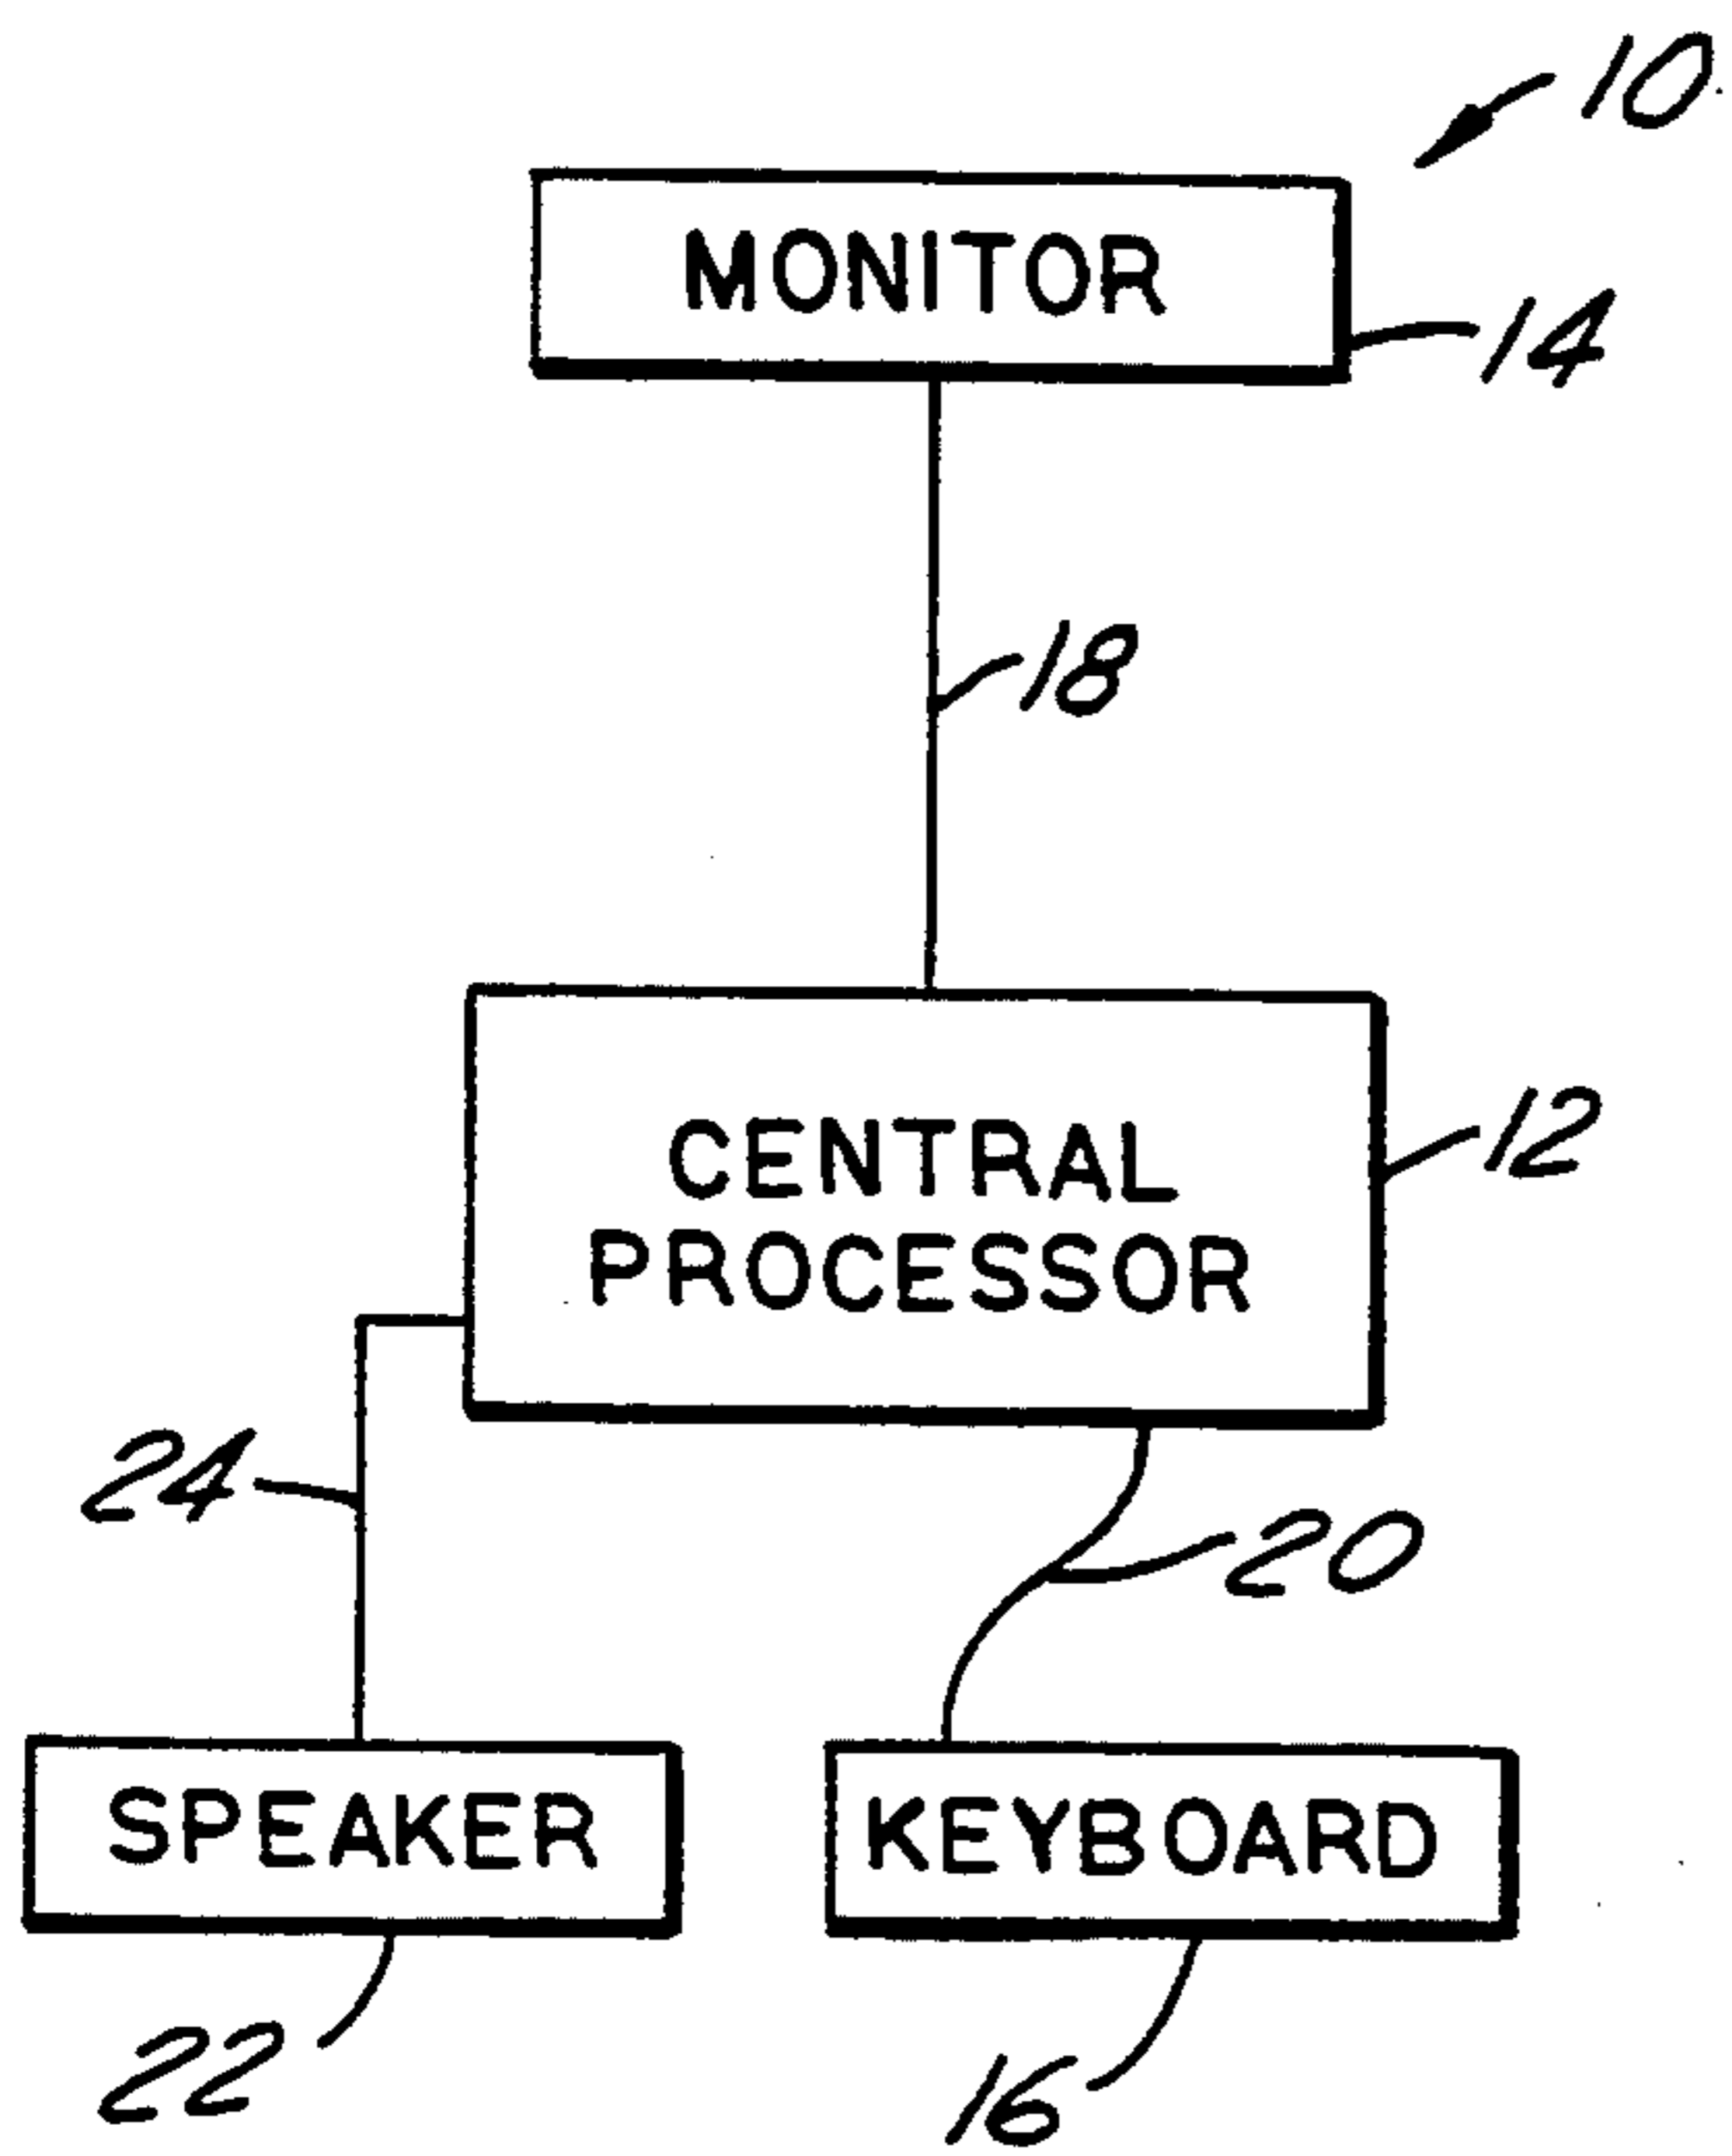 10
MONITOR
14
18
12
CENTRAL
PROCESSOR
24
20
SPEAKER
KEYBOARD
22
16